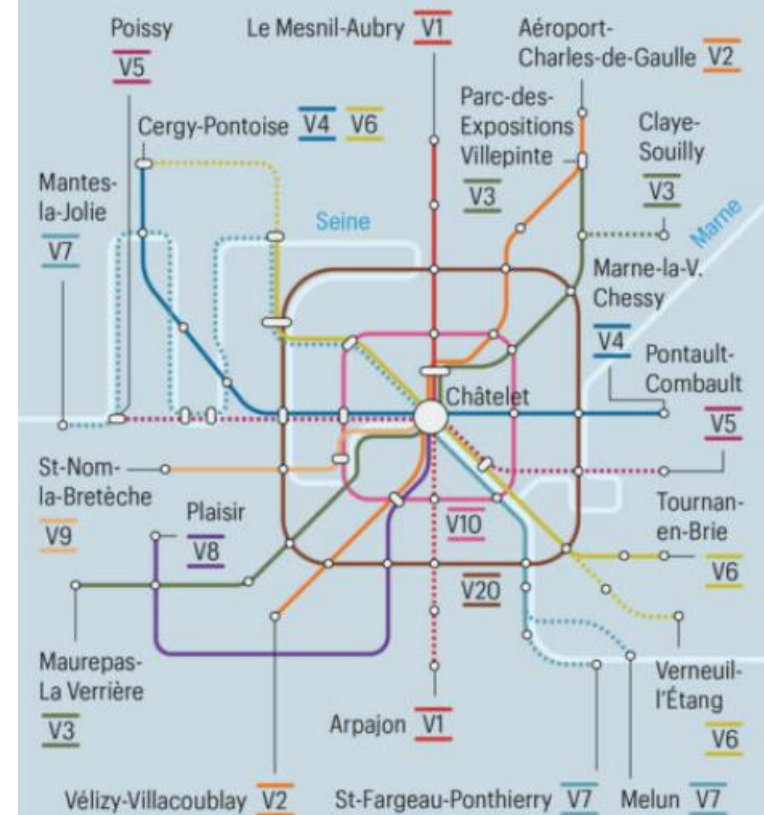 Poissy
V5
Le Mesnil-Aubry V1
Aéroport-
Charles-de-Gaulle V2
Cergy-Pontoise V4 V6
Parc-des-
Expositions
Villepinte
V3
Claye-
Souilly
V3
Mantes-
la-Jolie
V7
Seine
Marne
Marne-la-V.
Chessy
V4
Pontault-
Combault
V5
Châtelet
St-Nom-
la-Bretèche
V9
Plaisir
V8
V10
Tournan-
en-Brie
V6
V20
Maurepas-
La Verrière
V3
Verneuil-
l'Étang
V6
Arpajon V1
Vélizy-Villacoublay V2
St-Fargeau-Ponthierry V7
Melun V7